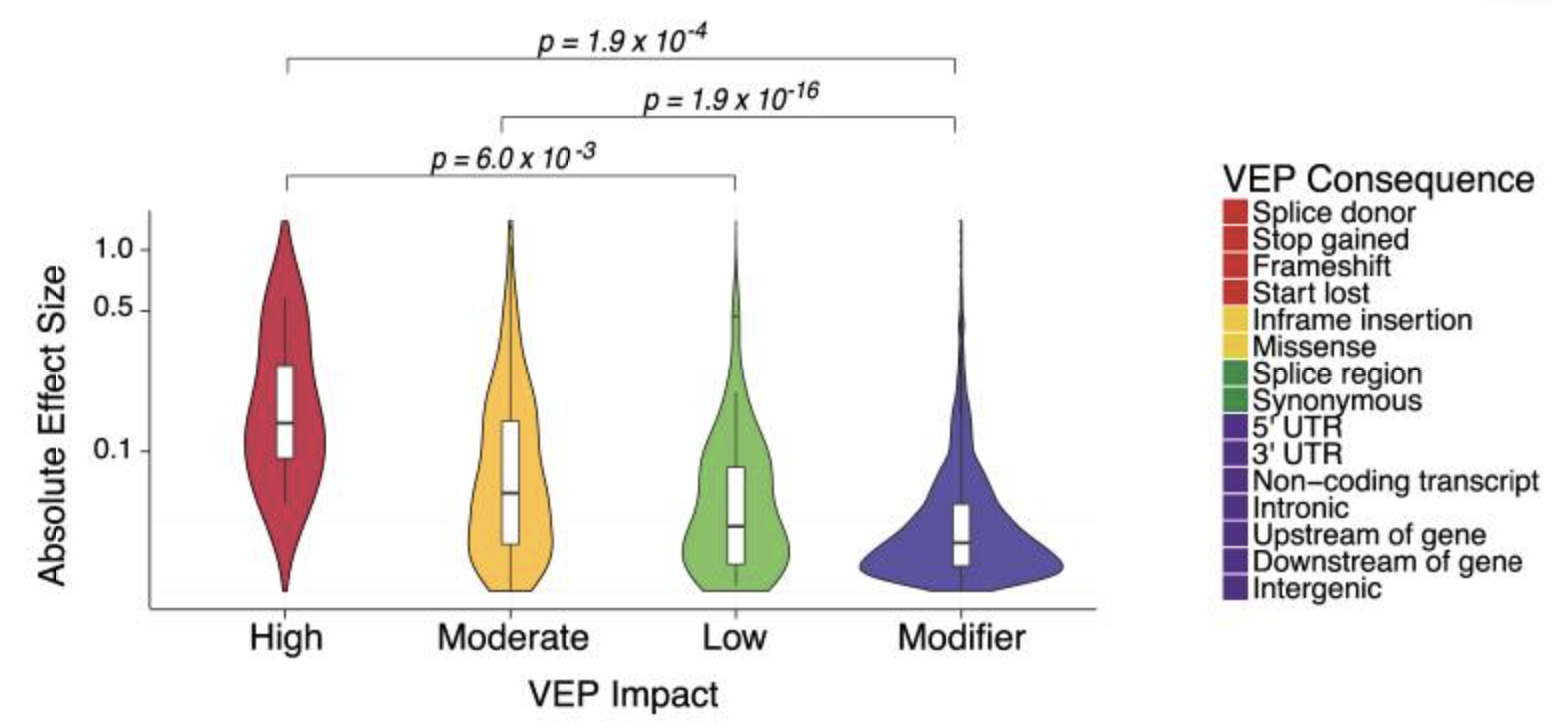 p = 1.9 x 10⁻⁴
p = 1.9 x 10⁻¹⁶
p = 6.0 x 10⁻³
Absolute Effect Size
1.0
0.5
0.1
High
Moderate
Low
Modifier
VEP Impact
VEP Consequence
Splice donor
Stop gained
Frameshift
Start lost
Inframe insertion
Missense
Splice region
Synonymous
5' UTR
3' UTR
Non−coding transcript
Intronic
Upstream of gene
Downstream of gene
Intergenic